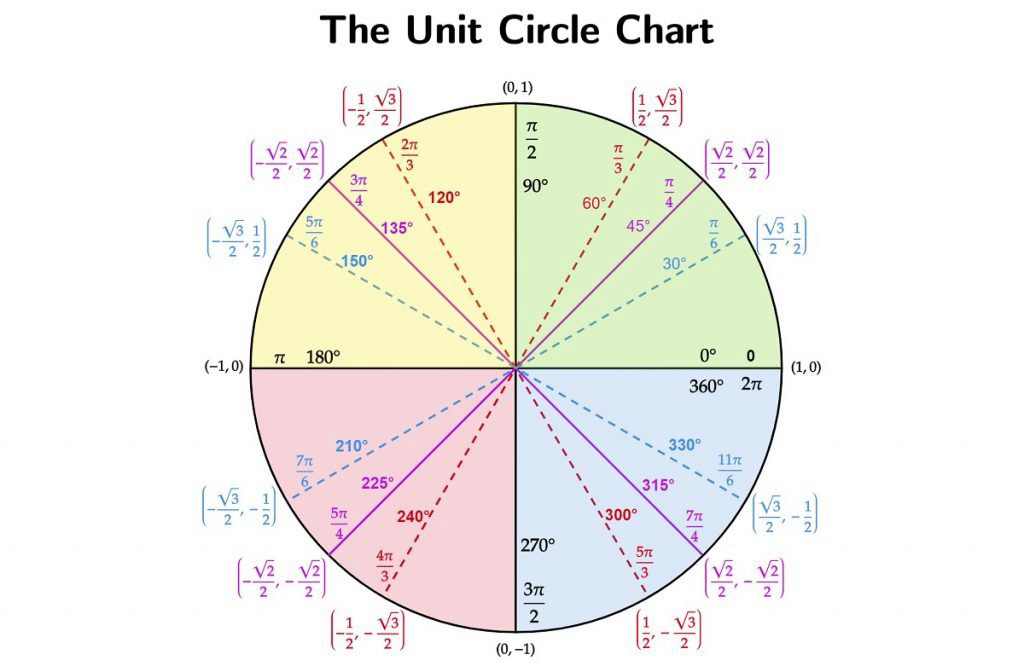 The Unit Circle Chart
(0, 1)
(-1/2, √3/2)
(1/2, √3/2)
(-√2/2, √2/2)
(√2/2, √2/2)
(-√3/2, 1/2)
(√3/2, 1/2)
π/2
90°
2π/3
120°
π/3
60°
3π/4
135°
π/4
45°
5π/6
150°
π/6
30°
(−1, 0)
π 180°
0° 0
(1, 0)
360° 2π
210°
7π/6
330°
11π/6
(-√3/2, -1/2)
(√3/2, -1/2)
225°
5π/4
315°
7π/4
(-√2/2, -√2/2)
(√2/2, -√2/2)
240°
4π/3
300°
5π/3
270°
3π/2
(-1/2, -√3/2)
(1/2, -√3/2)
(0, −1)